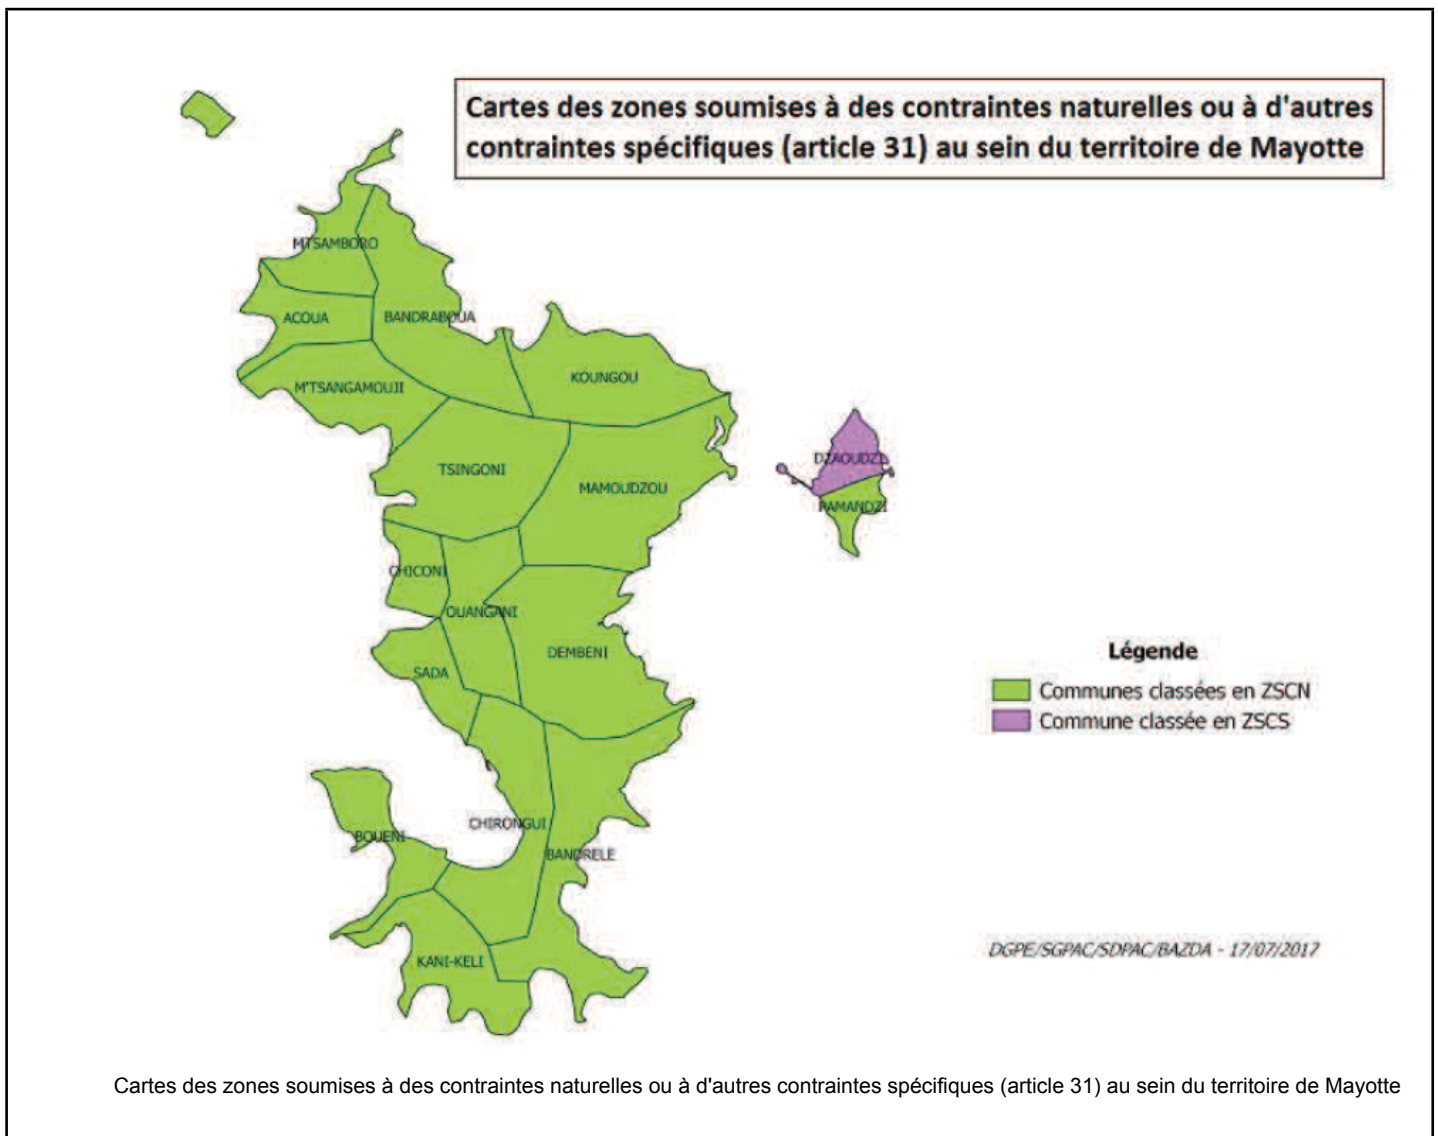 Cartes des zones soumises à des contraintes naturelles ou à d'autres
contraintes spécifiques (article 31) au sein du territoire de Mayotte
MTSAMBORO
ACOUA
BANDRABOUA
M'TSANGAMOUJI
KOUNGOU
DZAOUDZI
TSINGONI
MAMOUDZOU
PAMANDZI
CHICONI
OUANGANI
DEMBENI
SADA
Légende
Communes classées en ZSCN
Commune classée en ZSCS
CHIRONGUI
BOUENI
BANDRELE
KANI-KELI
DGPE/SGPAC/SDPAC/BAZDA - 17/07/2017
Cartes des zones soumises à des contraintes naturelles ou à d'autres contraintes spécifiques (article 31) au sein du territoire de Mayotte